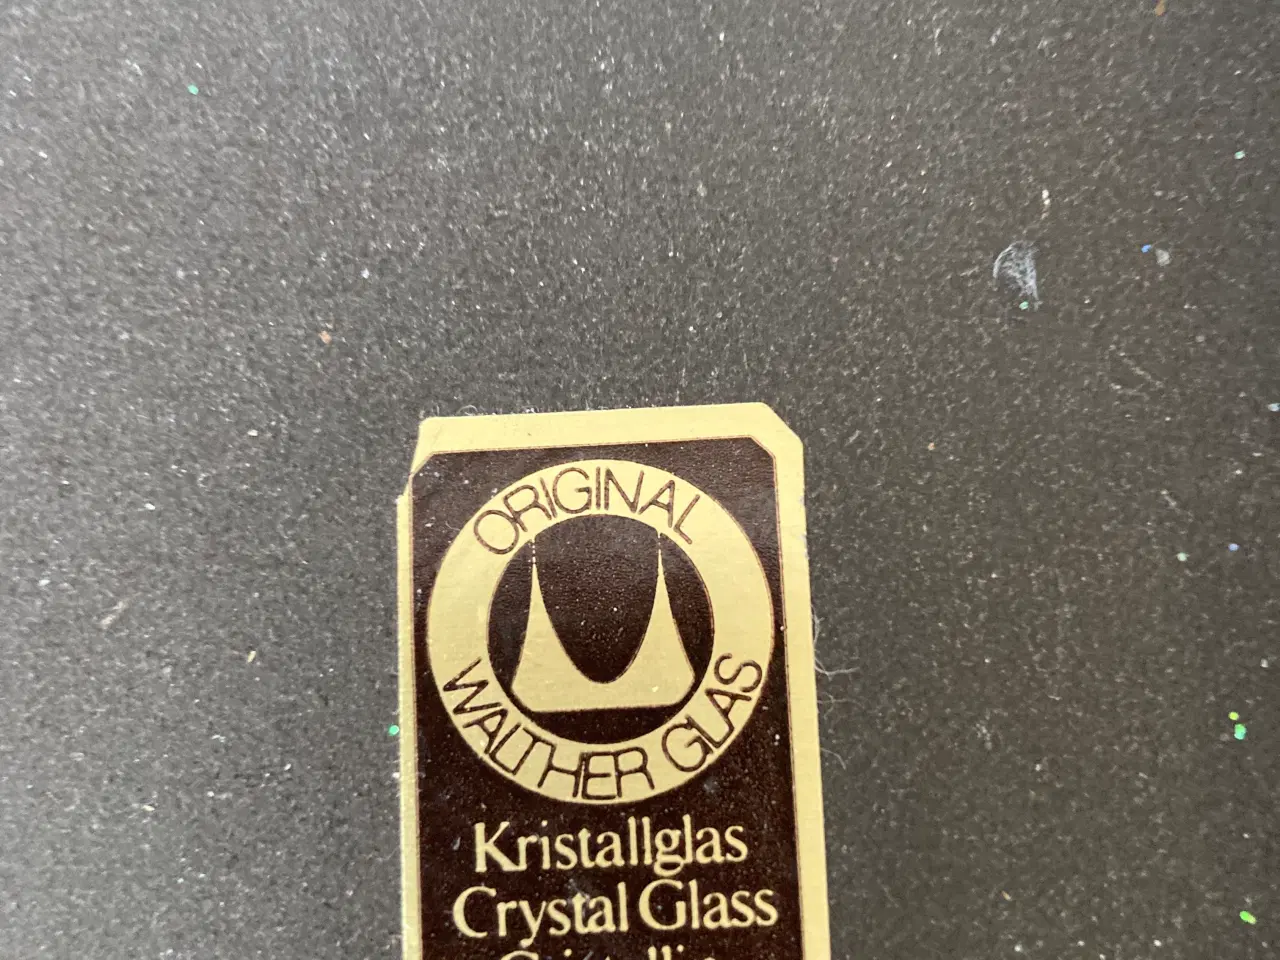 ORIGINAL
WALTHER GLAS
Kristallglas
Crystal Glass